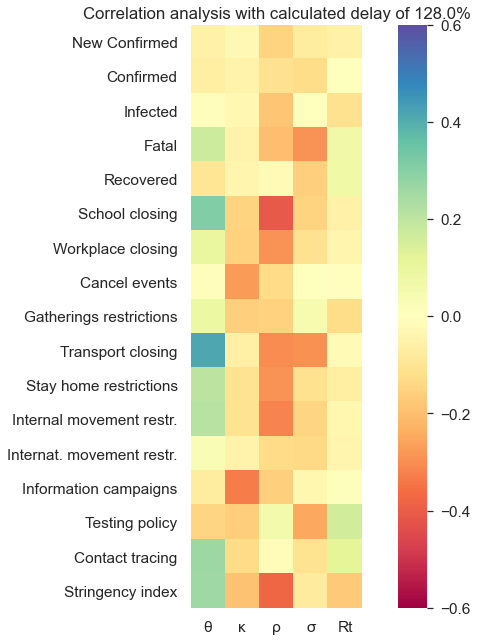 Correlation analysis with calculated delay of 128.0%
New Confirmed
Confirmed
Infected
Fatal
Recovered
School closing
Workplace closing
Cancel events
Gatherings restrictions
Transport closing
Stay home restrictions
Internal movement restr.
Internat. movement restr.
Information campaigns
Testing policy
Contact tracing
Stringency index
θ κ ρ σ Rt
0.6
0.4
0.2
0.0
−0.2
−0.4
−0.6